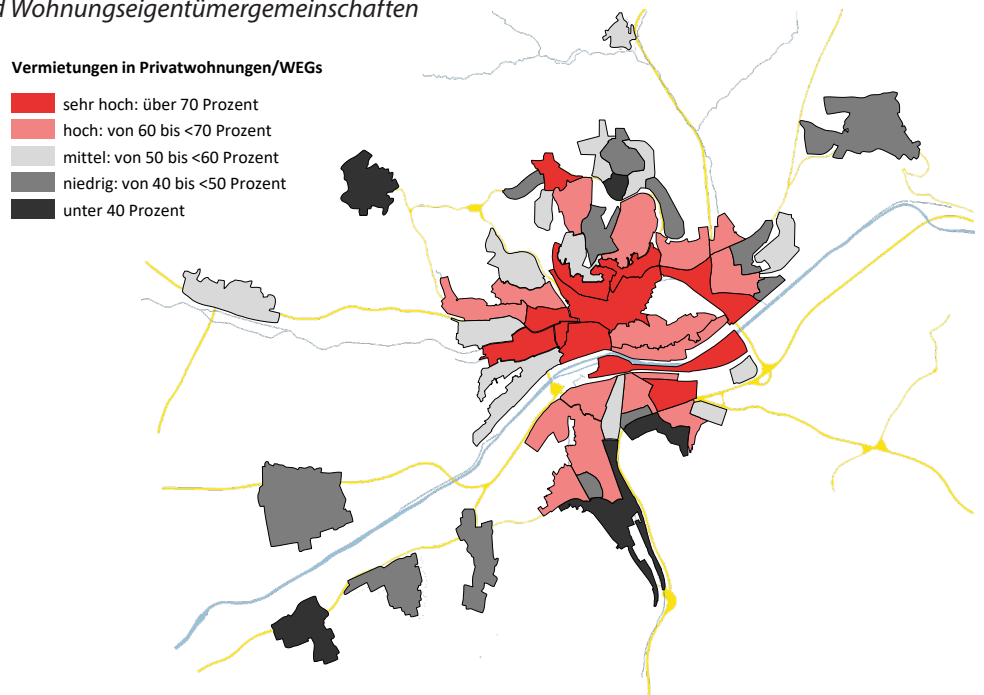 Wohnungseigentümergemeinschaften
Vermietungen in Privatwohnungen/WEGs
sehr hoch: über 70 Prozent
hoch: von 60 bis <70 Prozent
mittel: von 50 bis <60 Prozent
niedrig: von 40 bis <50 Prozent
unter 40 Prozent